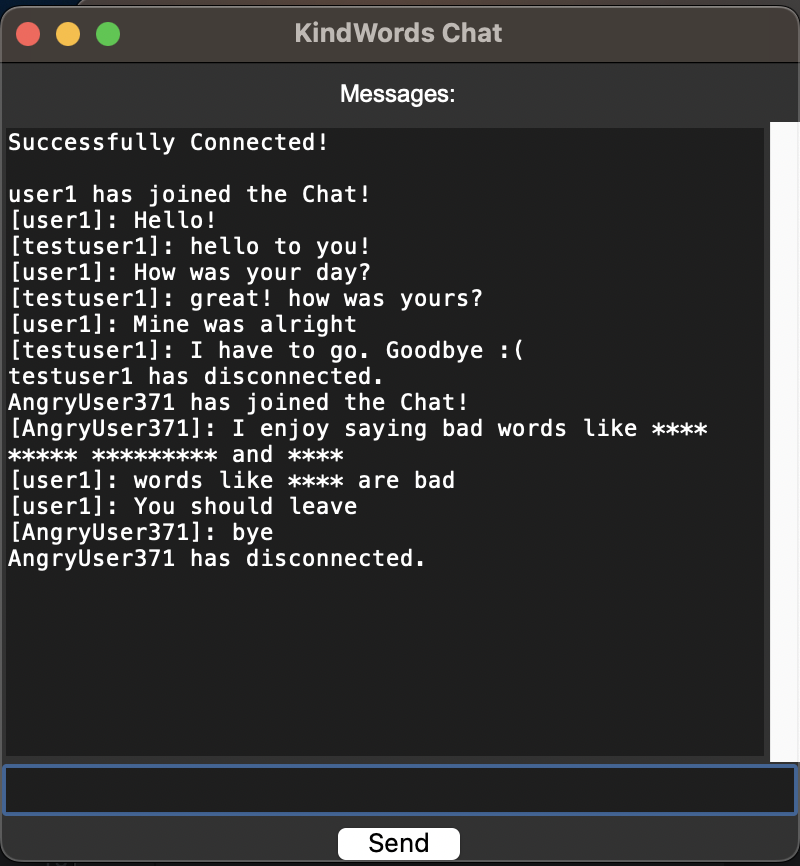 KindWords Chat
Messages:
Successfully Connected!
user1 has joined the Chat!
[user1]: Hello!
[testuser1]: hello to you!
[user1]: How was your day?
[testuser1]: great! how was yours?
[user1]: Mine was alright
[testuser1]: I have to go. Goodbye :(
testuser1 has disconnected.
AngryUser371 has joined the Chat!
[AngryUser371]: I enjoy saying bad words like ****
***** ********* and ****
[user1]: words like **** are bad
[user1]: You should leave
[AngryUser371]: bye
AngryUser371 has disconnected.
Send